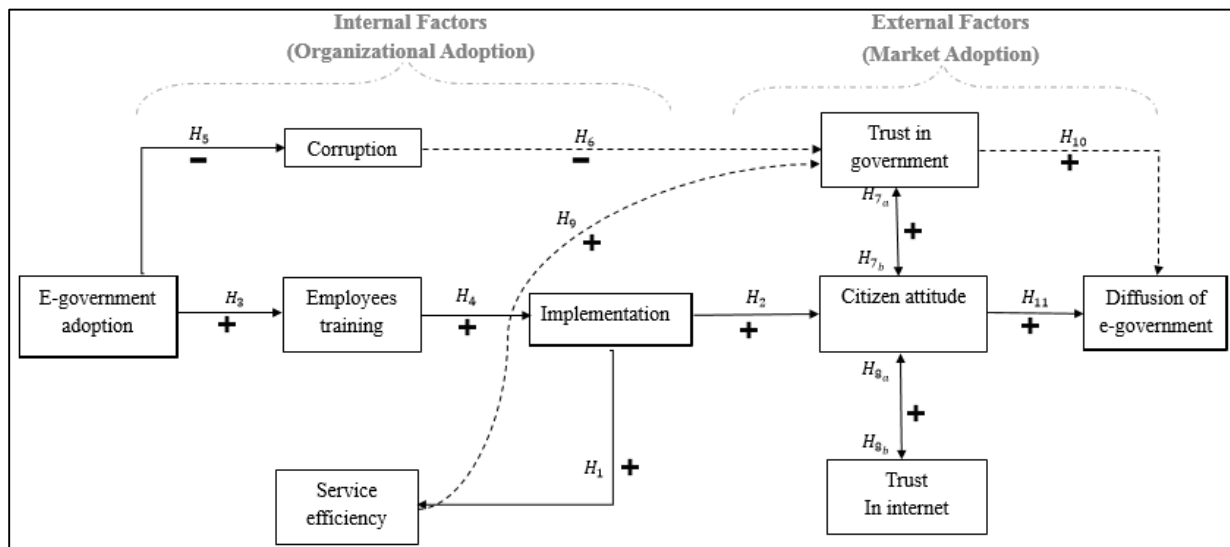 Internal Factors
(Organizational Adoption)
External Factors
(Market Adoption)
H₅
−
Corruption
H₆
−
Trust in
government
H₁₀
+
H₇ₐ
+
H₇b
H₉
+
E-government
adoption
H₃
+
Employees
training
H₄
+
Implementation
H₂
+
Citizen attitude
H₁₁
+
Diffusion of
e-government
H₈ₐ
+
H₈b
H₁
+
Service
efficiency
Trust
In internet